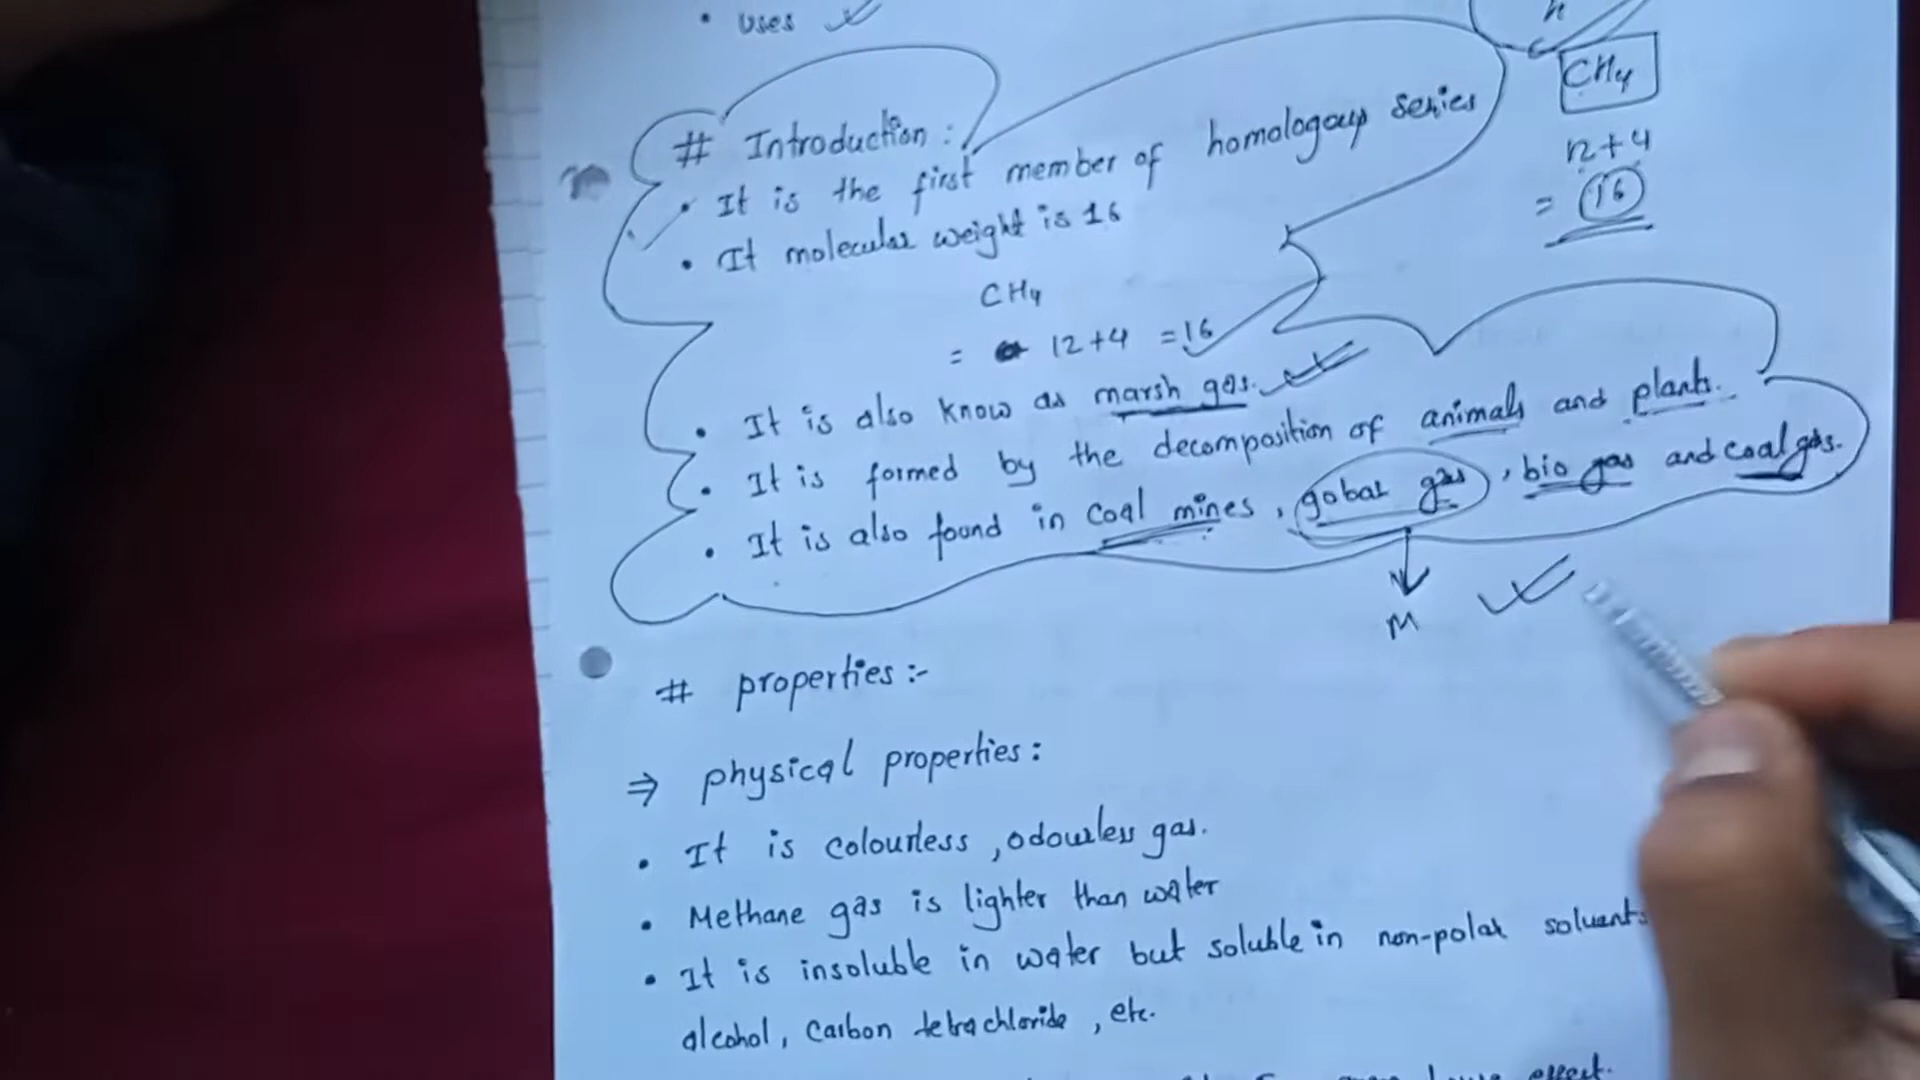 • Uses
# Introduction :
• It is the first member of homologoup series
• It molecular weight is 16
CH4
= 12+4 =16
• It is also know as marsh gas.
• It is formed by the decomposition of animals and plants.
• It is also found in coal mines, gobar gas, bio gas and coal gas.
CH4
12+4
= 16
M
# properties :-
⇒ physical properties :
• It is colourless, odourless gas.
• Methane gas is lighter than water
• It is insoluble in water but soluble in non-polar solvants
alcohol, Carbon tetrachloride, etc.
effect.